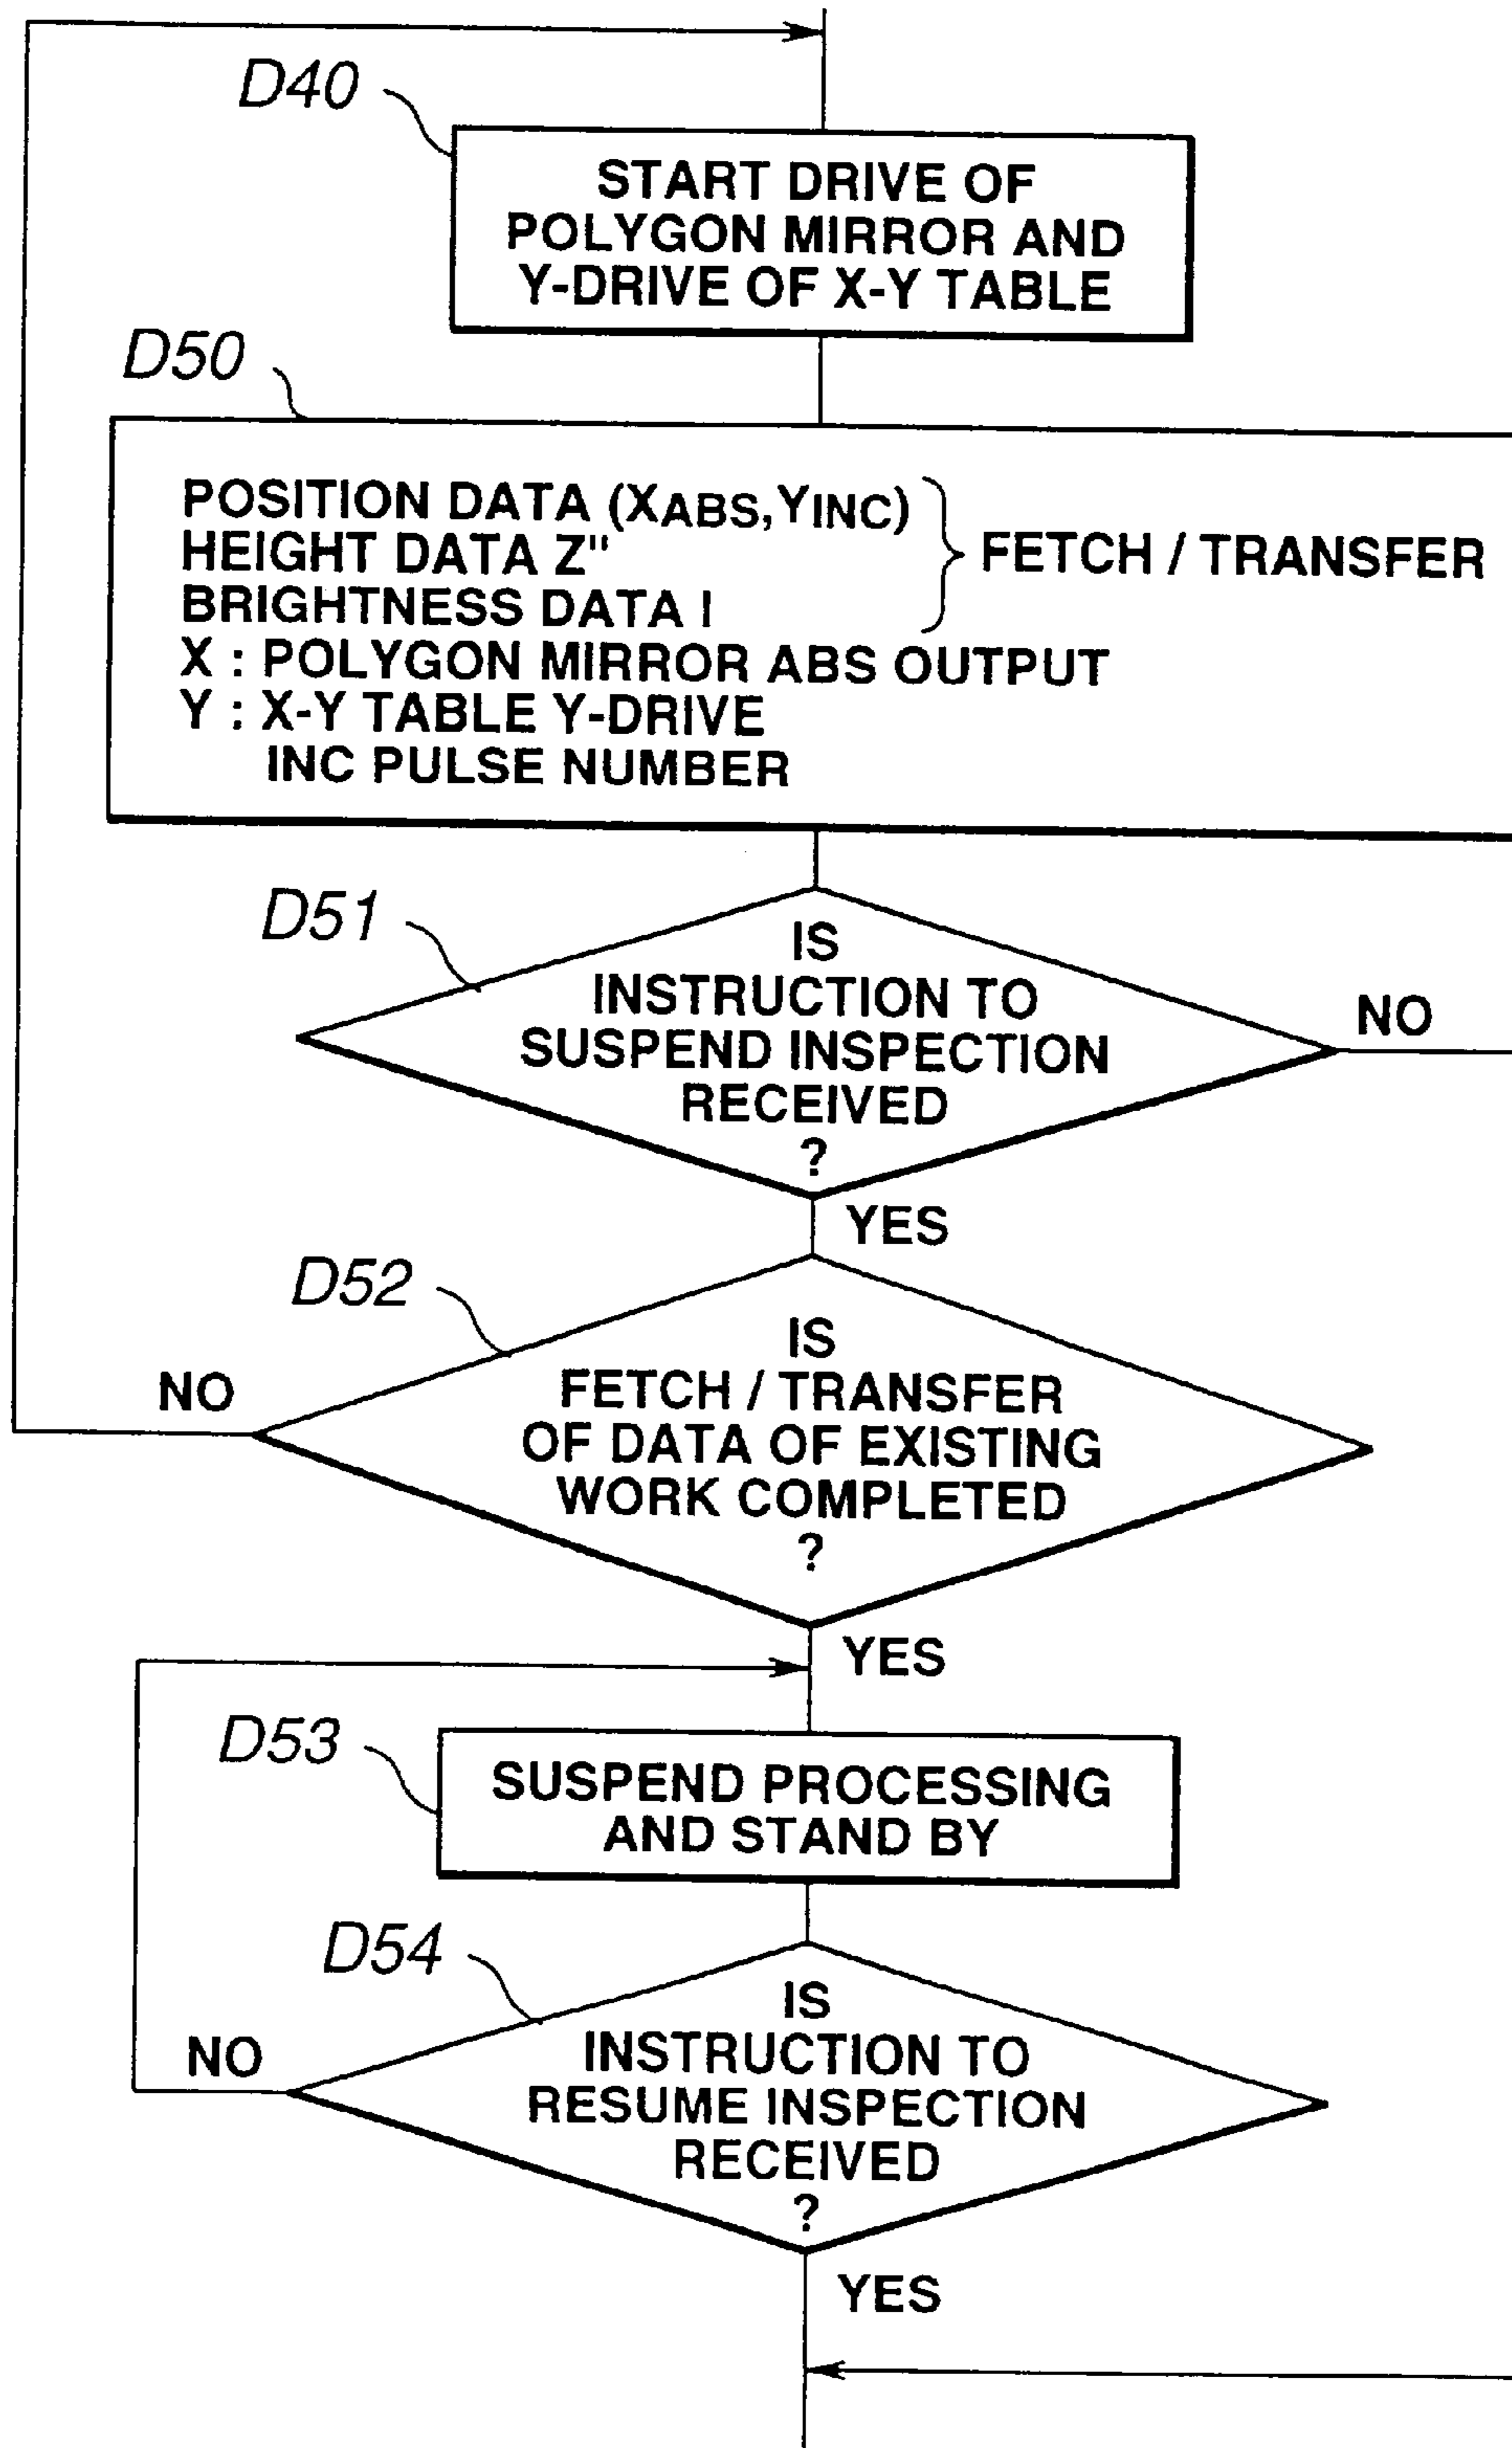 D40
START DRIVE OF
POLYGON MIRROR AND
Y-DRIVE OF X-Y TABLE
D50
POSITION DATA (XABS,YINC)
HEIGHT DATA Z"
BRIGHTNESS DATA I
FETCH / TRANSFER
X : POLYGON MIRROR ABS OUTPUT
Y : X-Y TABLE Y-DRIVE
INC PULSE NUMBER
D51
IS
INSTRUCTION TO
SUSPEND INSPECTION
RECEIVED
?
NO
YES
D52
IS
FETCH / TRANSFER
OF DATA OF EXISTING
WORK COMPLETED
?
NO
YES
D53
SUSPEND PROCESSING
AND STAND BY
D54
IS
INSTRUCTION TO
RESUME INSPECTION
RECEIVED
?
NO
YES